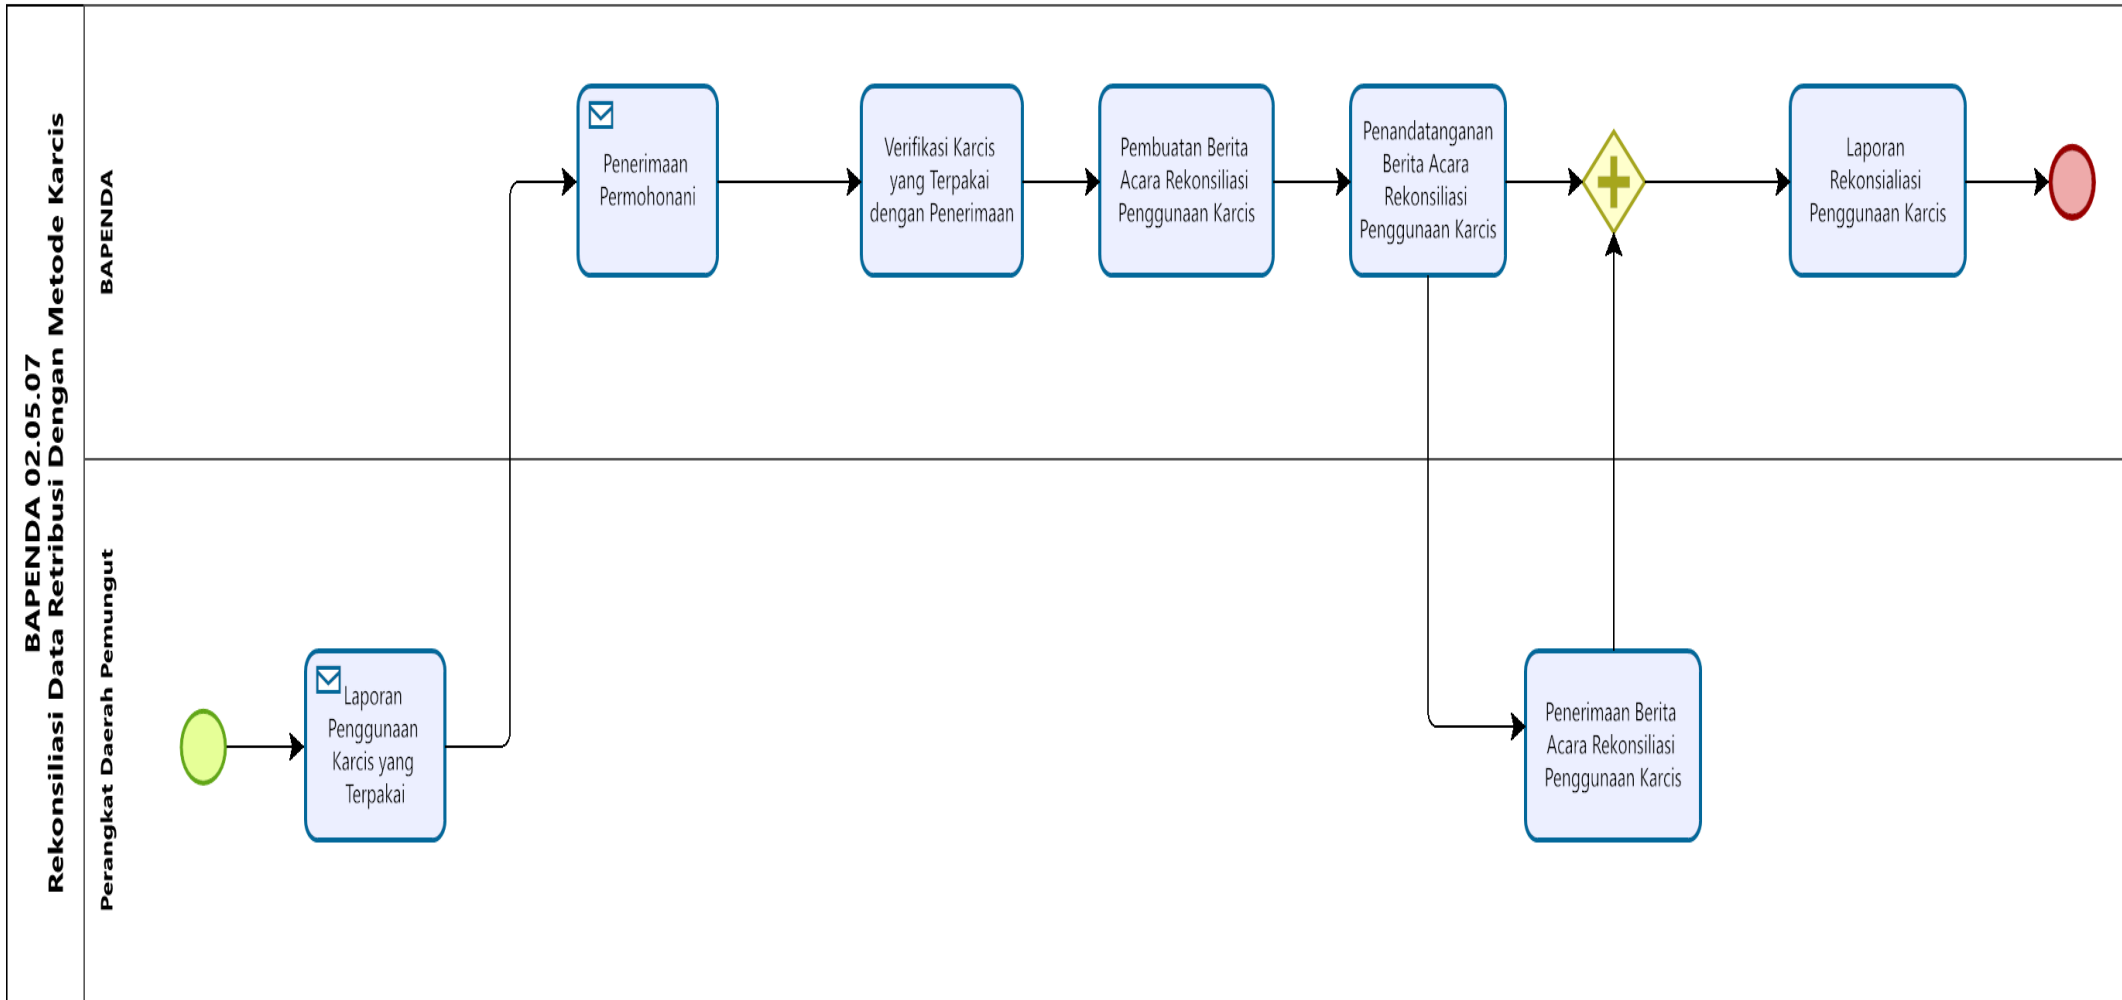 BAPENDA 02.05.07
Rekonsiliasi Data Retribusi Dengan Metode Karcis
BAPENDA
Penerimaan
Permohonani
Verifikasi Karcis
yang Terpakai
dengan Penerimaan
Pembuatan Berita
Acara Rekonsiliasi
Penggunaan Karcis
Penandatanganan
Berita Acara
Rekonsiliasi
Penggunaan Karcis
Laporan
Rekonsialiasi
Penggunaan Karcis
Perangkat Daerah Pemungut
Laporan
Penggunaan
Karcis yang
Terpakai
Penerimaan Berita
Acara Rekonsiliasi
Penggunaan Karcis